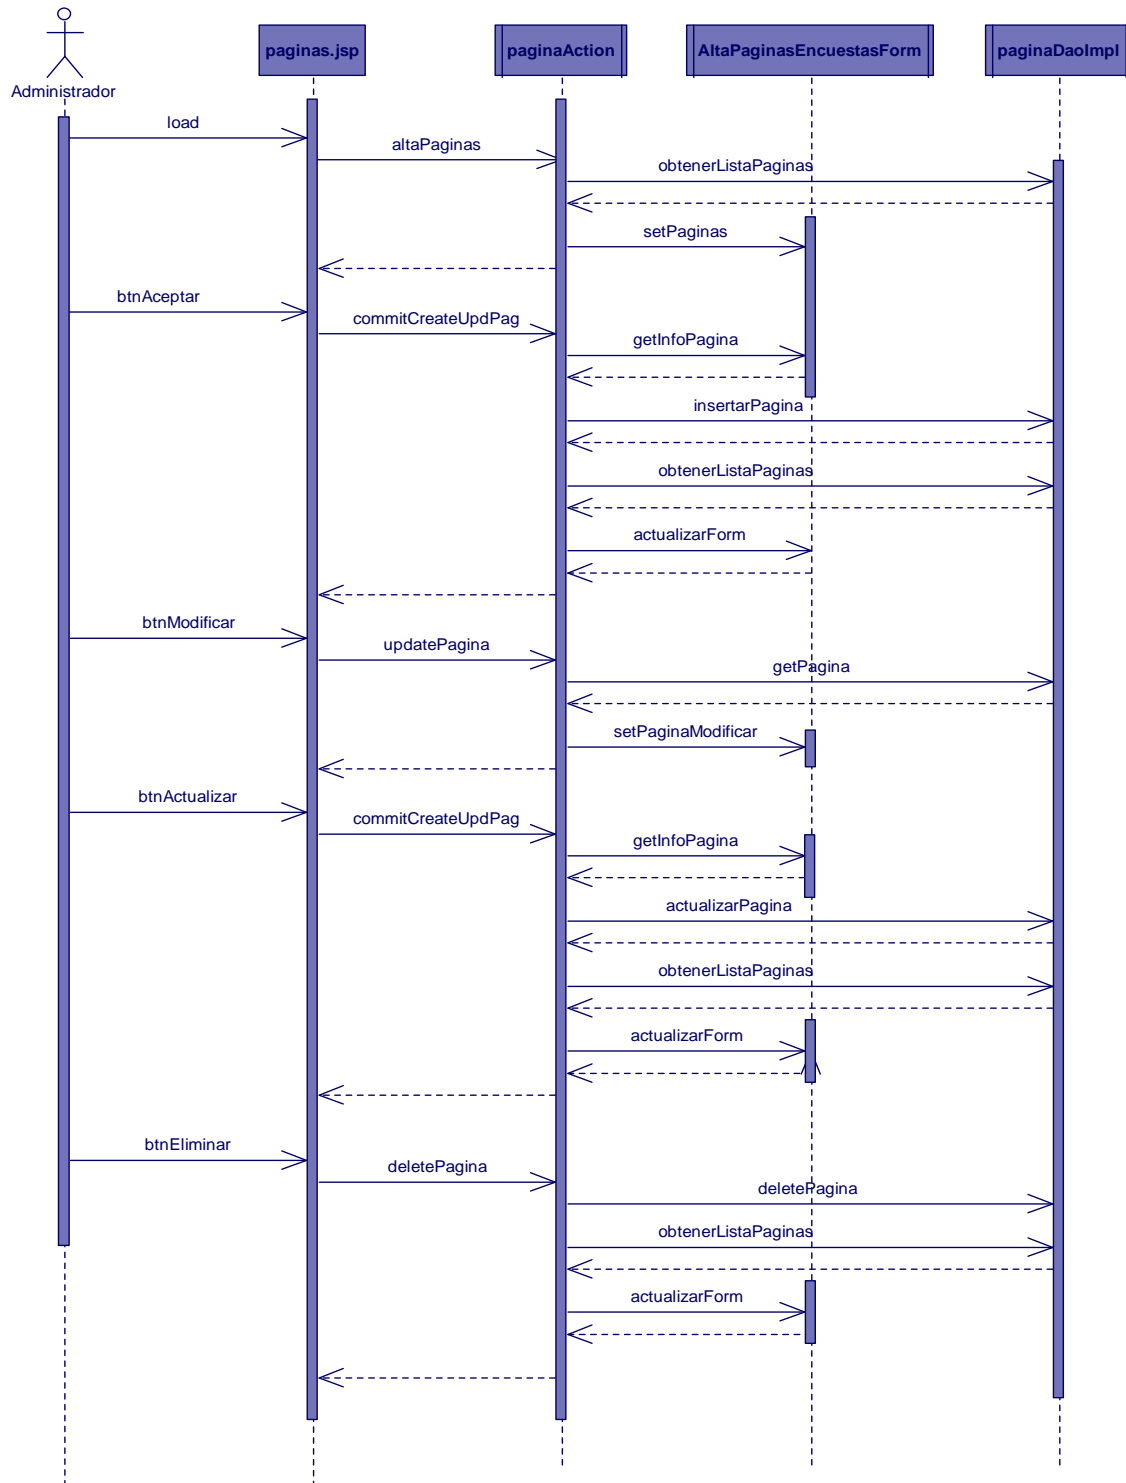 paginas.jsp
paginaAction
AltaPaginasEncuestasForm
paginaDaoImpl
Administrador
load
altaPaginas
obtenerListaPaginas
setPaginas
btnAceptar
commitCreateUpdPag
getInfoPagina
insertarPagina
obtenerListaPaginas
actualizarForm
btnModificar
updatePagina
getPagina
setPaginaModificar
btnActualizar
commitCreateUpdPag
getInfoPagina
actualizarPagina
obtenerListaPaginas
actualizarForm
btnEliminar
deletePagina
deletePagina
obtenerListaPaginas
actualizarForm